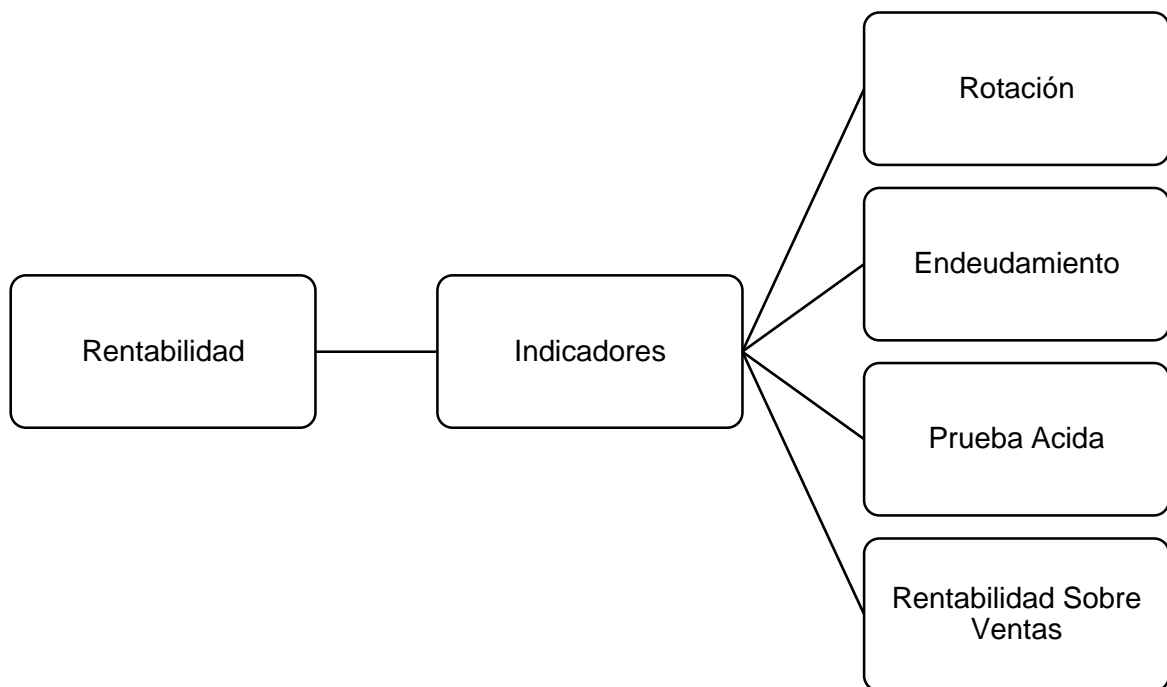 Rotación
Endeudamiento
Rentabilidad
Indicadores
Prueba Acida
Rentabilidad Sobre
Ventas